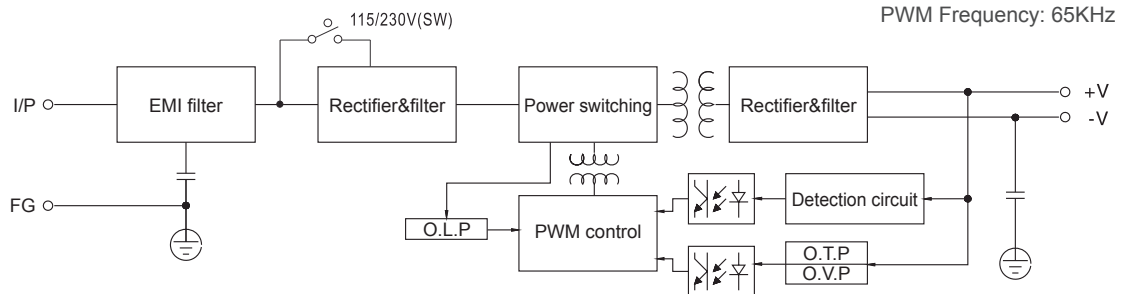 PWM Frequency: 65KHz
115/230V(SW)
I/P
EMI filter
Rectifier&filter
Power switching
Rectifier&filter
+V
-V
FG
O.L.P
PWM control
Detection circuit
O.T.P
O.V.P